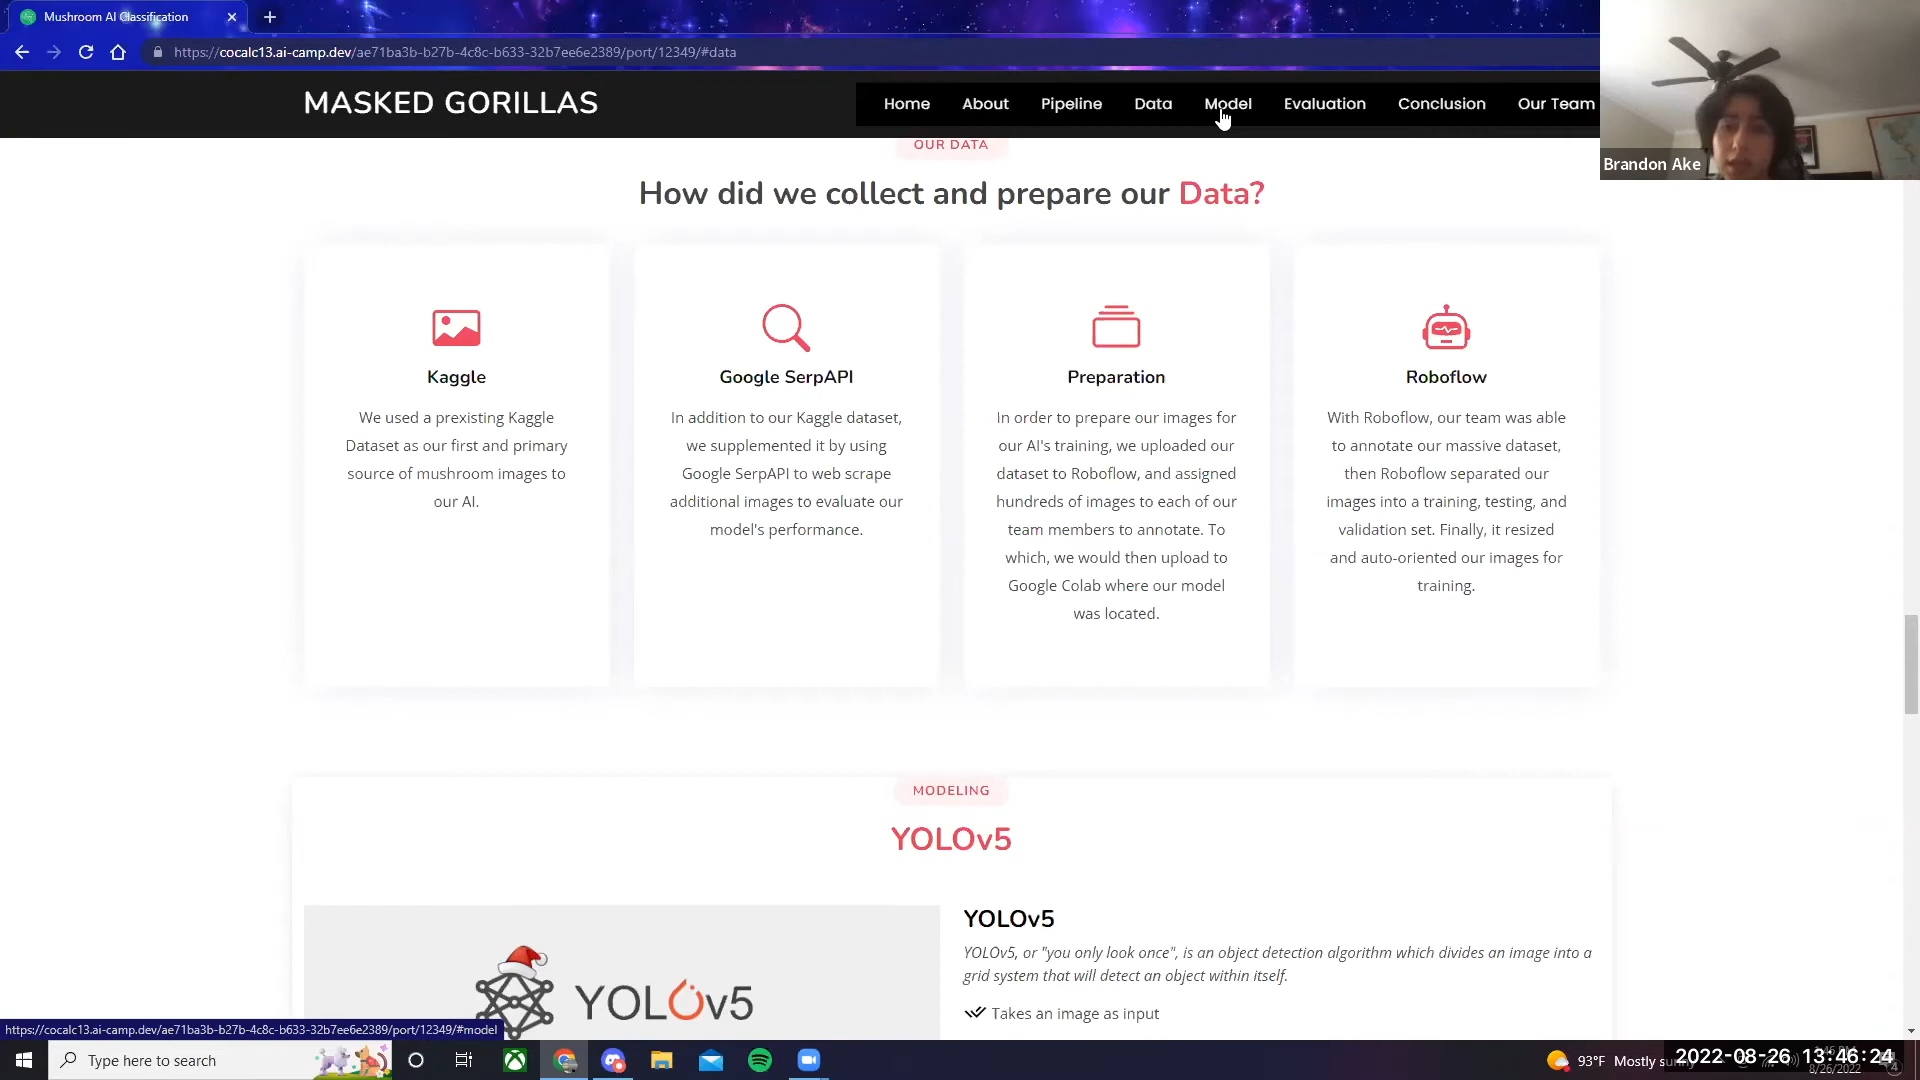 Mushroom AI Classification
https://cocalc13.ai-camp.dev/ae71ba3b-b27b-4c8c-b633-32b7ee6e2389/port/12349/#data
MASKED GORILLAS
Home About Pipeline Data Model Evaluation Conclusion Our Team
Brandon Ake
OUR DATA
How did we collect and prepare our Data?
Kaggle
We used a prexisting Kaggle
Dataset as our first and primary
source of mushroom images to
our AI.
Google SerpAPI
In addition to our Kaggle dataset,
we supplemented it by using
Google SerpAPI to web scrape
additional images to evaluate our
model's performance.
Preparation
In order to prepare our images for
our AI's training, we uploaded our
dataset to Roboflow, and assigned
hundreds of images to each of our
team members to annotate. To
which, we would then upload to
Google Colab where our model
was located.
Roboflow
With Roboflow, our team was able
to annotate our massive dataset,
then Roboflow separated our
images into a training, testing, and
validation set. Finally, it resized
and auto-oriented our images for
training.
MODELING
YOLOv5
YOLOv5
YOLOv5
YOLOv5, or "you only look once", is an object detection algorithm which divides an image into a
grid system that will detect an object within itself.
Takes an image as input
https://cocalc13.ai-camp.dev/ae71ba3b-b27b-4c8c-b633-32b7ee6e2389/port/12349/#model
Type here to search
93°F Mostly sunny
2022-08-26 13:46:24
8/26/2022